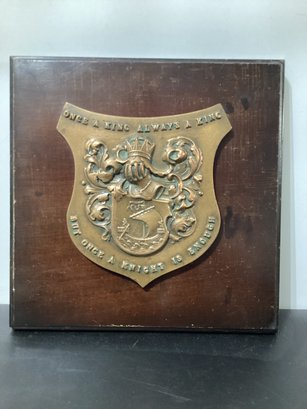 ONCE A KING ALWAYS A KING
BUT ONCE A KNIGHT IS ENOUGH